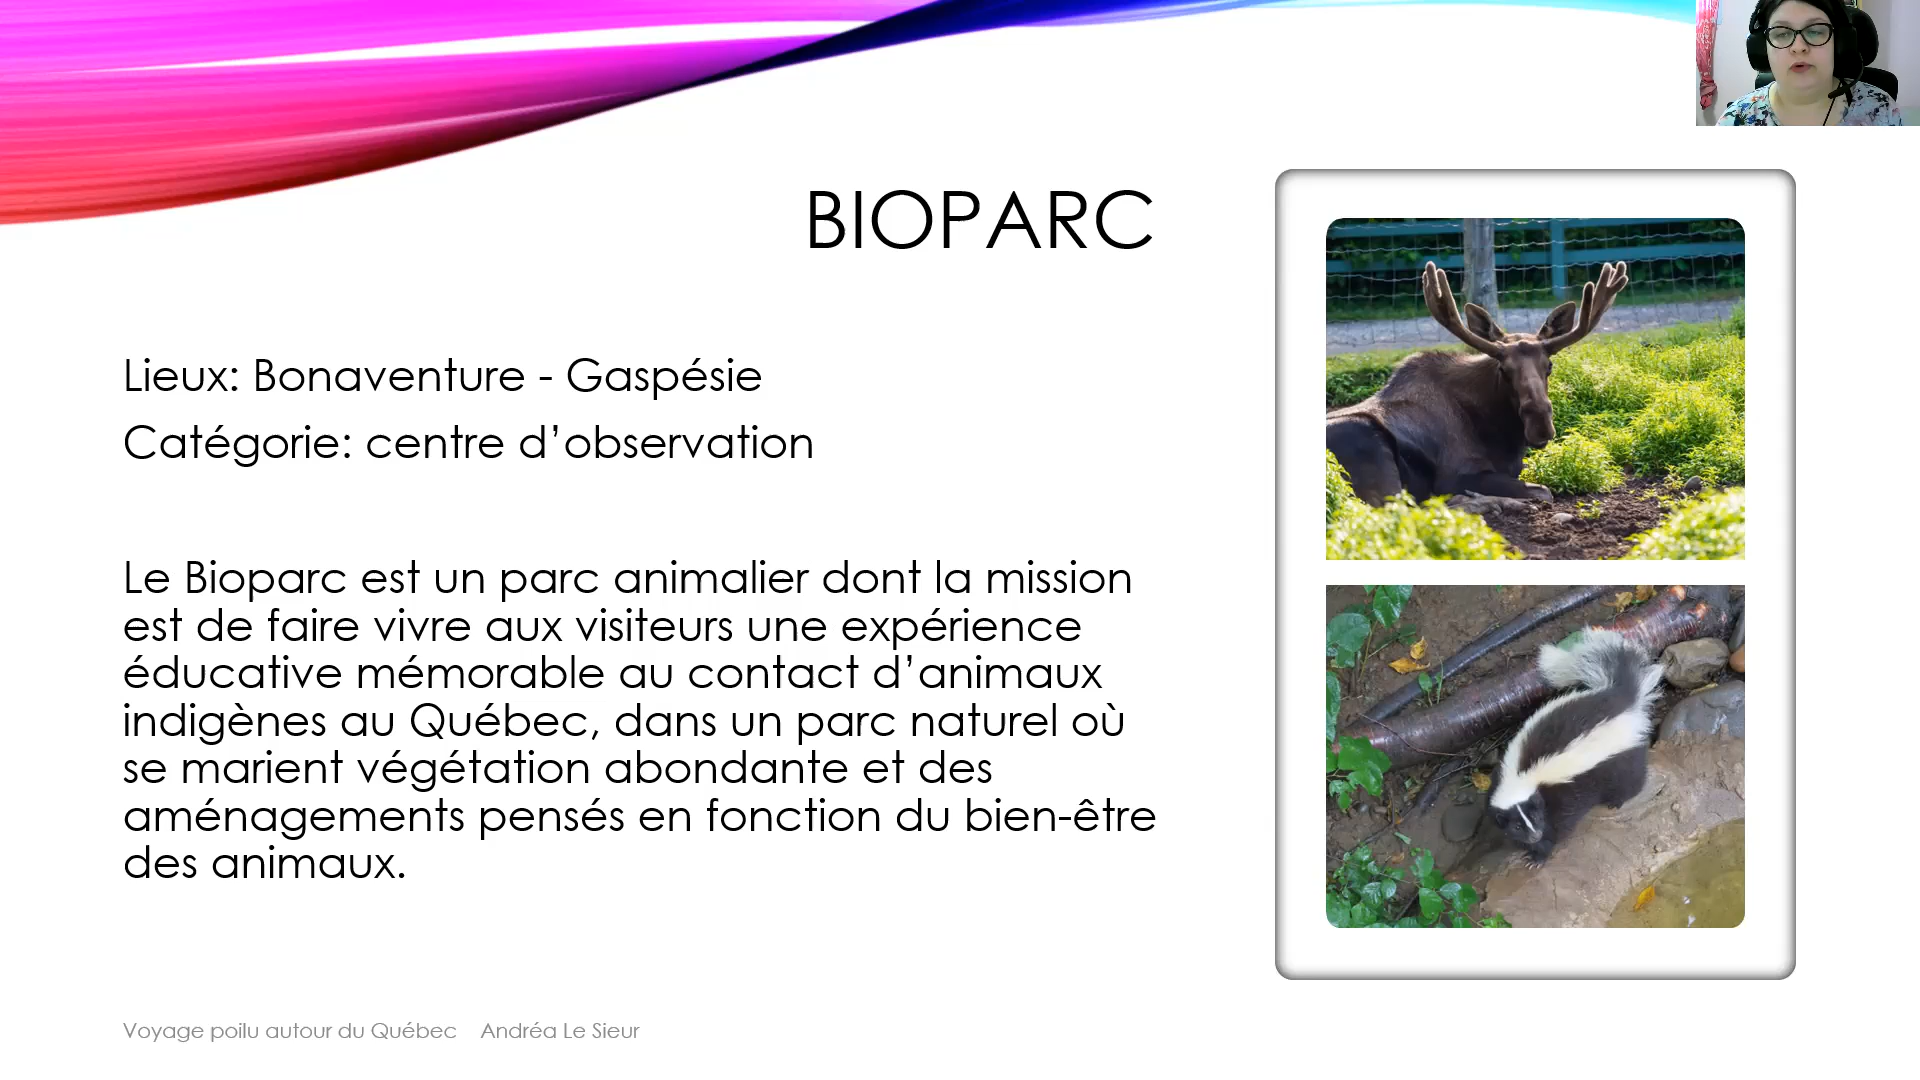 BIOPARC
Lieux: Bonaventure - Gaspésie
Catégorie: centre d’observation
Le Bioparc est un parc animalier dont la mission
est de faire vivre aux visiteurs une expérience
éducative mémorable au contact d’animaux
indigènes au Québec, dans un parc naturel où
se marient végétation abondante et des
aménagements pensés en fonction du bien-être
des animaux.
Voyage poilu autour du Québec Andréa Le Sieur